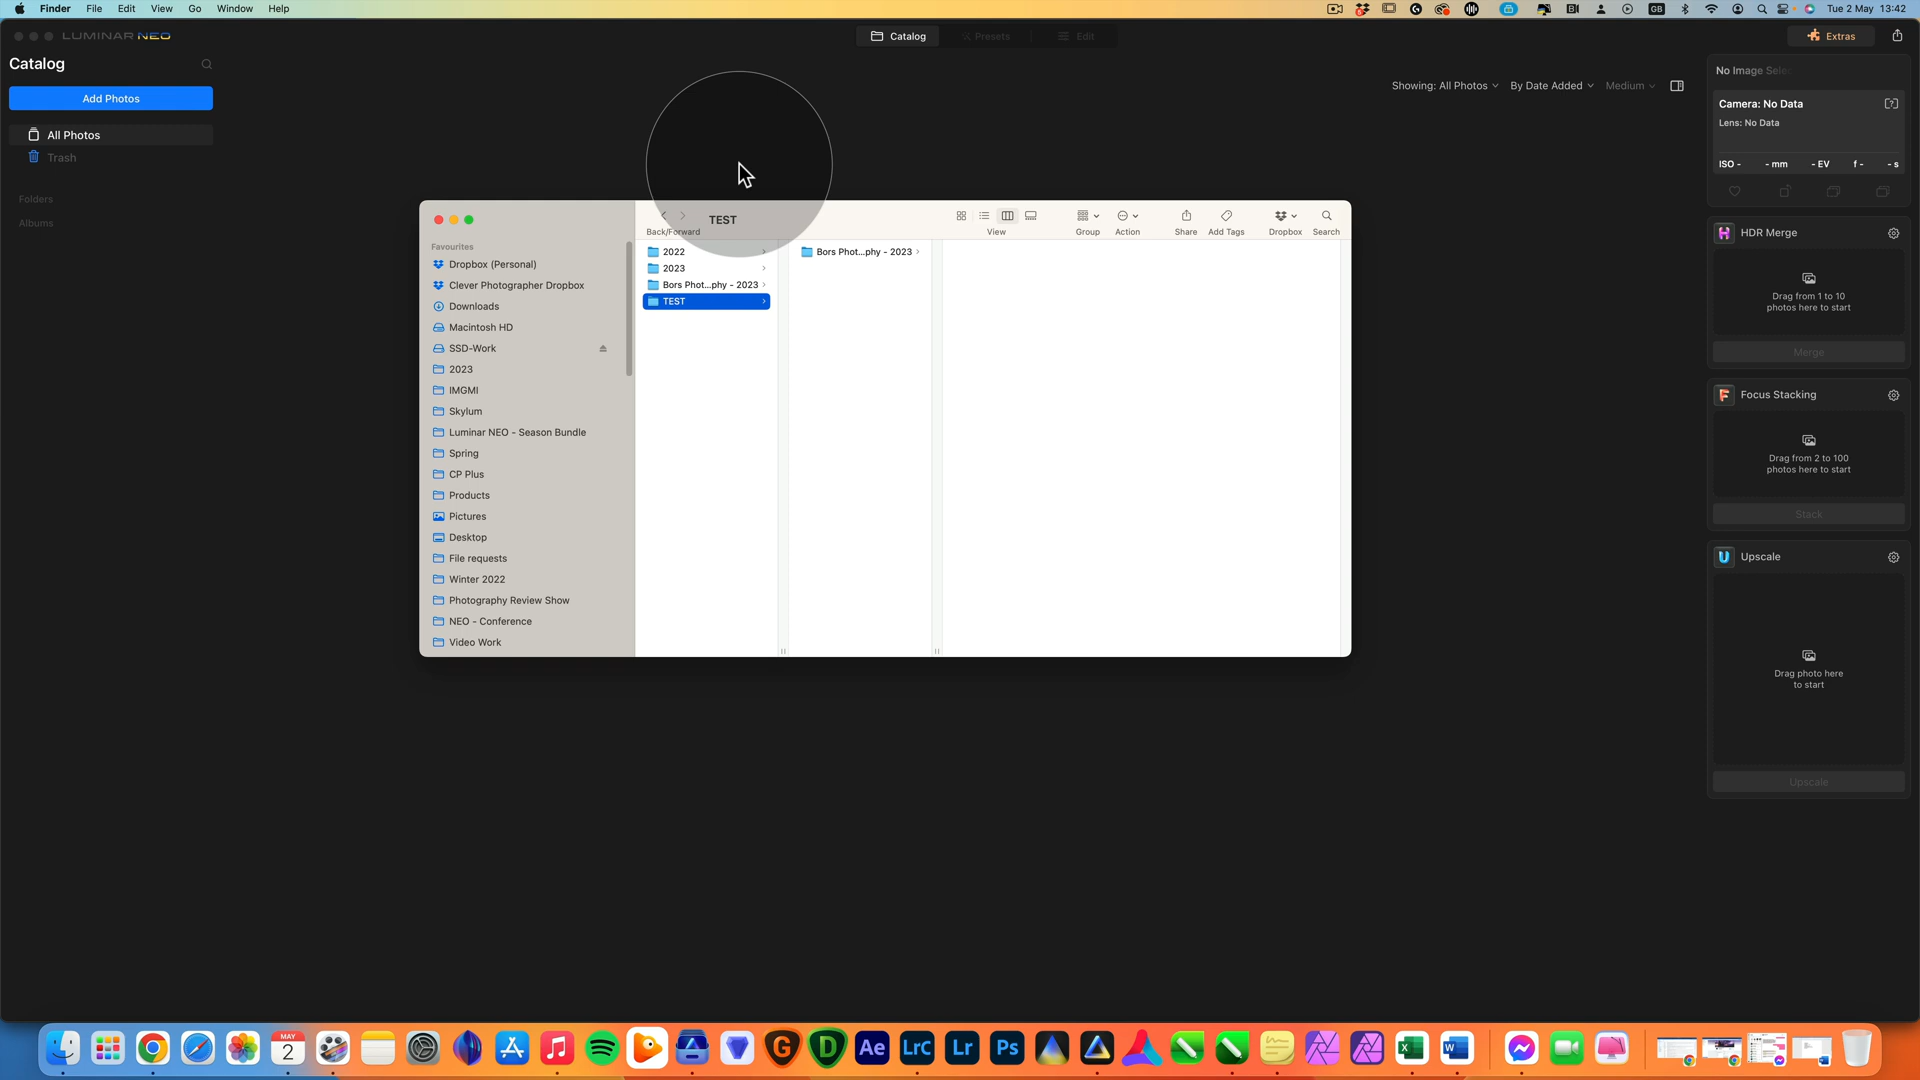 Finder File Edit View Go Window Help
GB Tue 2 May 13:42
LUMINAR NEO
Catalog Presets Edit
Extras
Catalog
Add Photos
All Photos
Trash
Folders
Albums
Showing: All Photos By Date Added Medium
No Image Sele
Camera: No Data
Lens: No Data
ISO - - mm - EV f - - s
HDR Merge
Drag from 1 to 10
photos here to start
Merge
Focus Stacking
Drag from 2 to 100
photos here to start
Stack
Upscale
Drag photo here
to start
Upscale
TEST
Back/Forward View Group Action Share Add Tags Dropbox Search
Favourites
Dropbox (Personal)
Clever Photographer Dropbox
Downloads
Macintosh HD
SSD-Work
2023
IMGMI
Skylum
Luminar NEO - Season Bundle
Spring
CP Plus
Products
Pictures
Desktop
File requests
Winter 2022
Photography Review Show
NEO - Conference
Video Work
2022
2023
Bors Phot...phy - 2023
TEST
Bors Phot...phy - 2023
MAY
2
G D Ae LrC Lr Ps X W